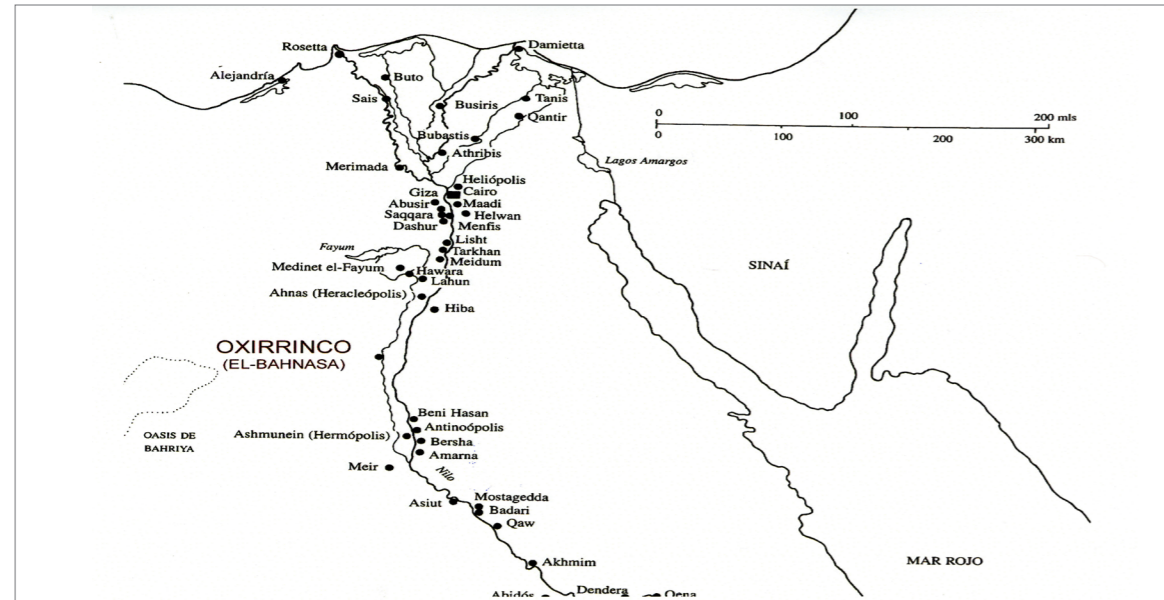 Rosetta
Damietta
Alejandría
Buto
Sais
Busiris
Tanis
Qantir
0 100 200 mls
0 100 200 300 km
Bubastis
Athribis
Lagos Amargos
Merimada
Heliópolis
Giza
Cairo
Abusir
Maadi
Saqqara
Helwan
Dashur
Menfis
Lisht
Fayum
Tarkhan
Meidum
SINAÍ
Medinet el-Fayum
Hawara
Lahun
Ahnas (Heracleópolis)
Hiba
OXIRRINCO
(EL-BAHNASA)
Beni Hasan
Antinoópolis
OASIS DE
BAHRIYA
Ashmunein (Hermópolis)
Bersha
Amarna
Meir
Nilo
Asiut
Mostagedda
Badari
Qaw
Akhmim
MAR ROJO
Abidós
Dendera
Qena